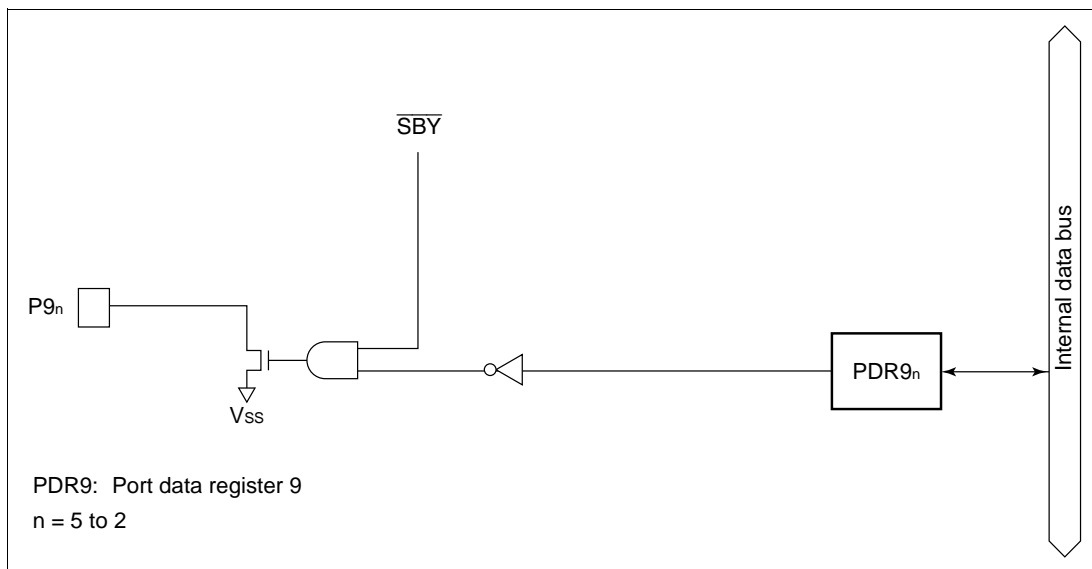 SBY
Internal data bus
P9n
PDR9n
VSS
PDR9: Port data register 9
n = 5 to 2